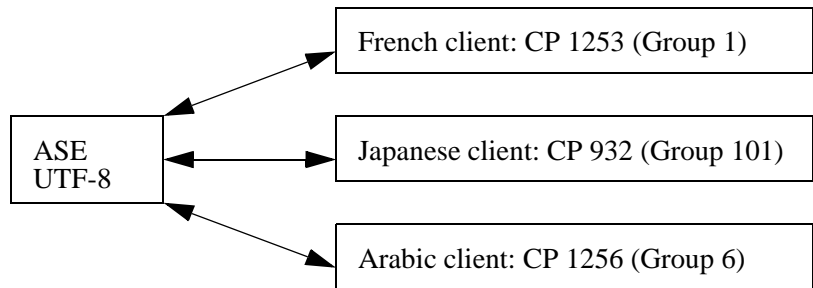 French client: CP 1253 (Group 1)
ASE
UTF-8
Japanese client: CP 932 (Group 101)
Arabic client: CP 1256 (Group 6)